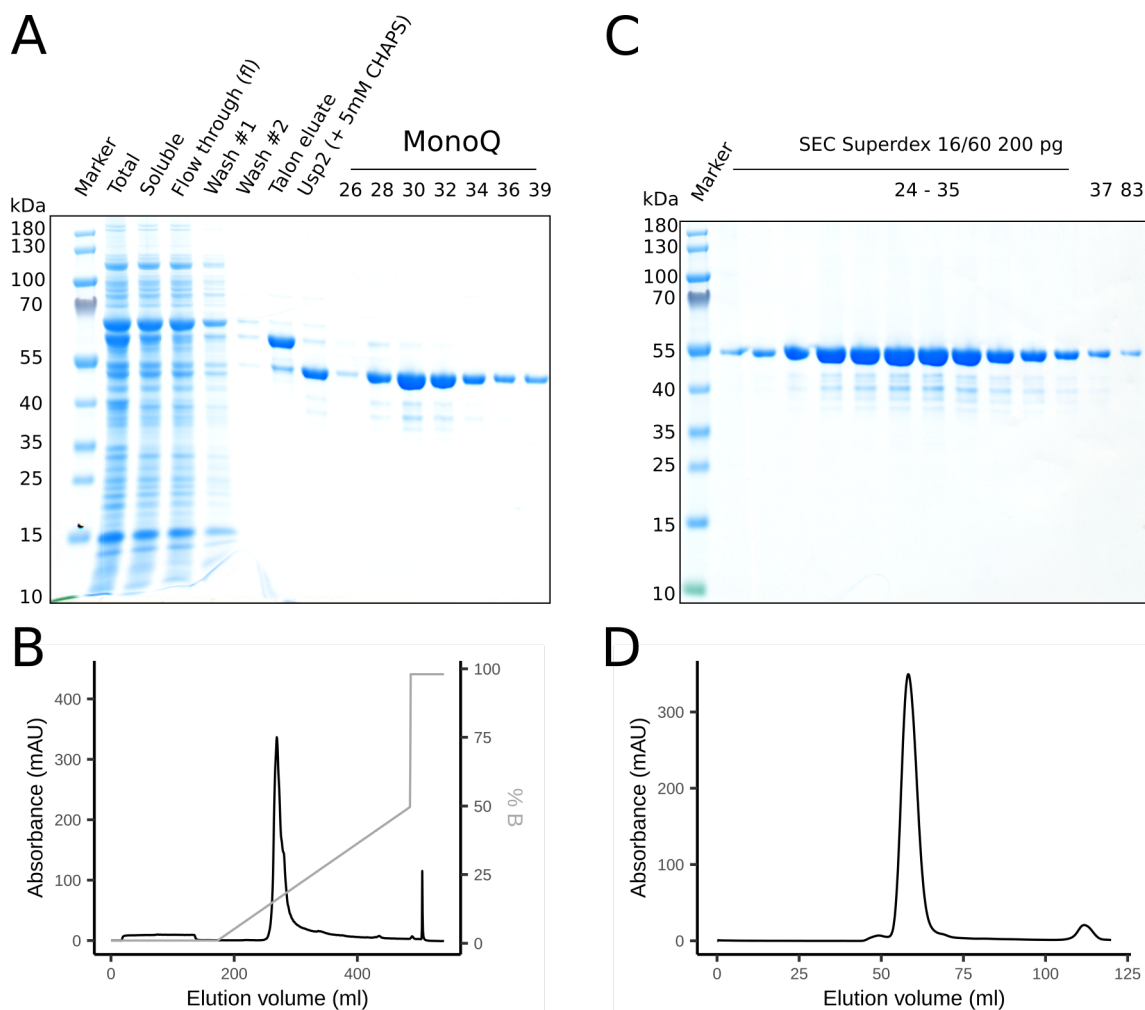 A
Marker
Total
Soluble
Flow through (fl)
Wash #1
Wash #2
Talon eluate
Usp2 (+ 5mM CHAPS)
MonoQ
26 28 30 32 34 36 39
kDa
180
130
100
70
55
40
35
25
15
10
C
Marker
SEC Superdex 16/60 200 pg
24 - 35
37 83
kDa
180
130
100
70
55
40
35
25
15
10
B
Absorbance (mAU)
400
300
200
100
0
100
75
50
25
0
% B
0 200 400
Elution volume (ml)
D
Absorbance (mAU)
300
200
100
0
0 25 50 75 100 125
Elution volume (ml)